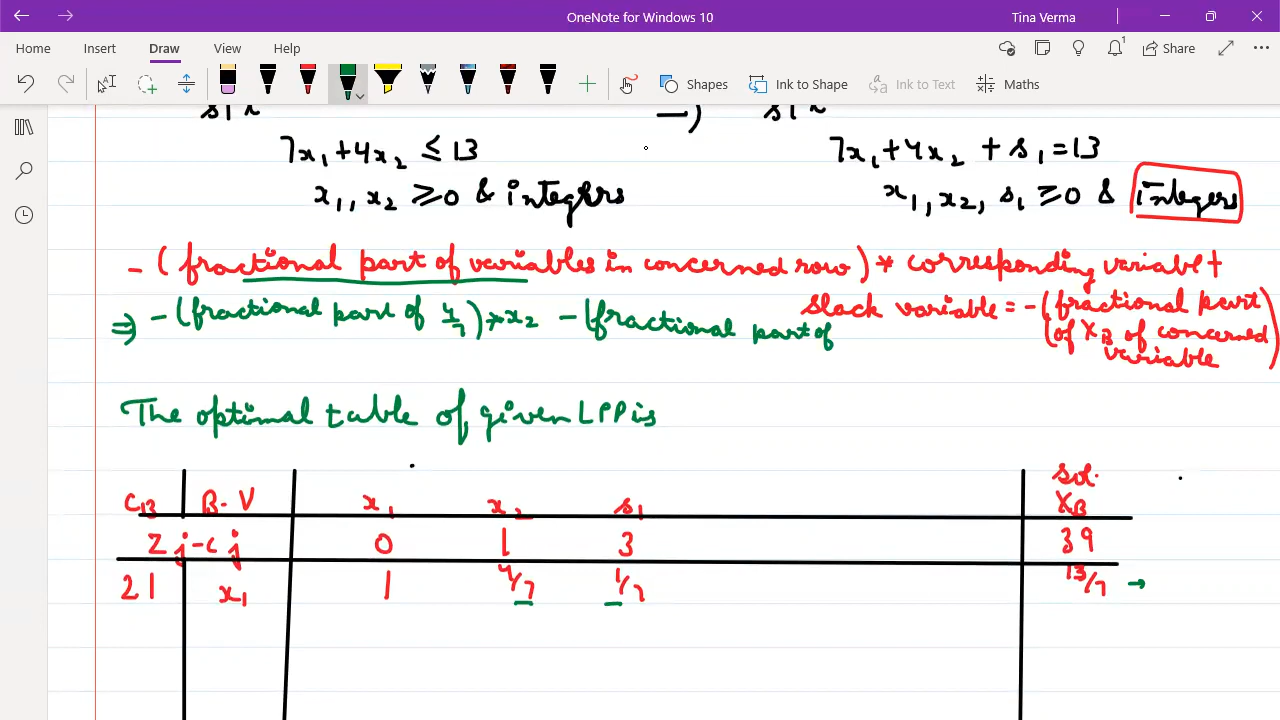 OneNote for Windows 10
Tina Verma
Home Insert Draw View Help
Share
Shapes Ink to Shape Ink to Text Maths
7x₁+4x₂ ≤ 13
x₁, x₂ ≥0 & integers
7x₁+4x₂ + s₁=13
x₁, x₂, s₁ ≥0 & integers
-(fractional part of variables in concerned row) * corresponding variable +
slack variable = -(fractional part
of XB of concerned
variable)
⇒ -(fractional part of 4/7)*x₂ -(fractional part of
The optimal table of given LPP is
CB B.V x₁ x₂ s₁ Sol. XB
Zj-cj 0 1 3 39
21 x₁ 1 4/7 1/7 13/7 →